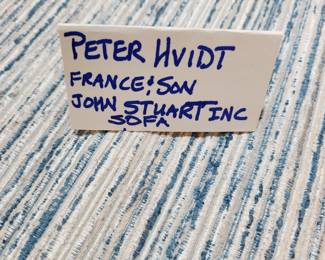 PETER HVIDT
FRANCE & SON
JOHN STUART INC
SOFA